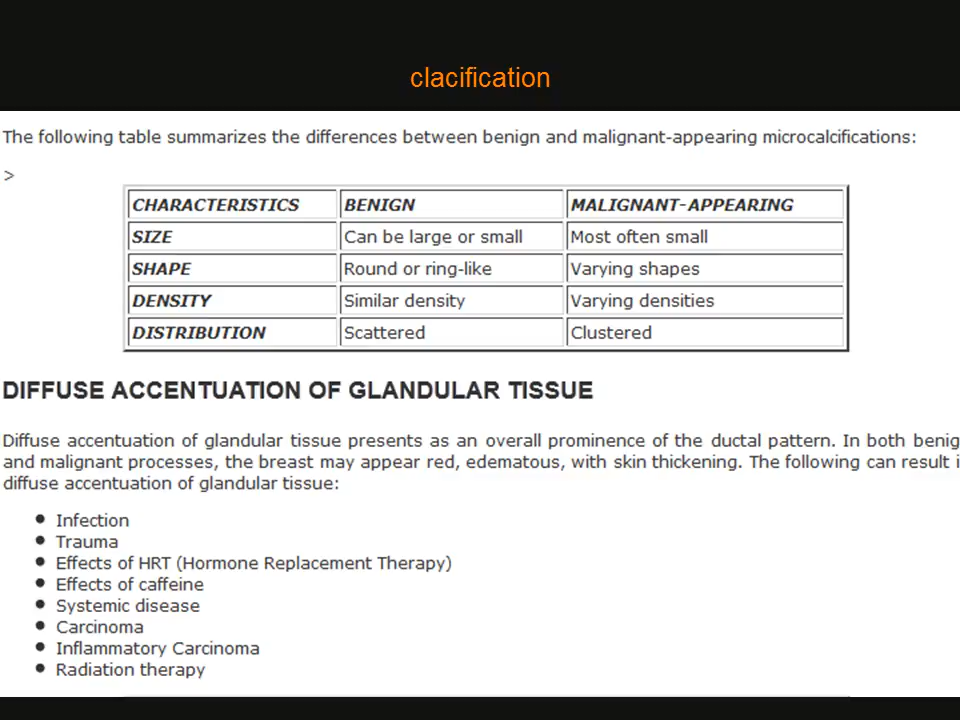 clacification
The following table summarizes the differences between benign and malignant-appearing microcalcifications:
>
CHARACTERISTICS BENIGN MALIGNANT-APPEARING
SIZE Can be large or small Most often small
SHAPE Round or ring-like Varying shapes
DENSITY Similar density Varying densities
DISTRIBUTION Scattered Clustered
DIFFUSE ACCENTUATION OF GLANDULAR TISSUE
Diffuse accentuation of glandular tissue presents as an overall prominence of the ductal pattern. In both benig
and malignant processes, the breast may appear red, edematous, with skin thickening. The following can result i
diffuse accentuation of glandular tissue:
● Infection
● Trauma
● Effects of HRT (Hormone Replacement Therapy)
● Effects of caffeine
● Systemic disease
● Carcinoma
● Inflammatory Carcinoma
● Radiation therapy